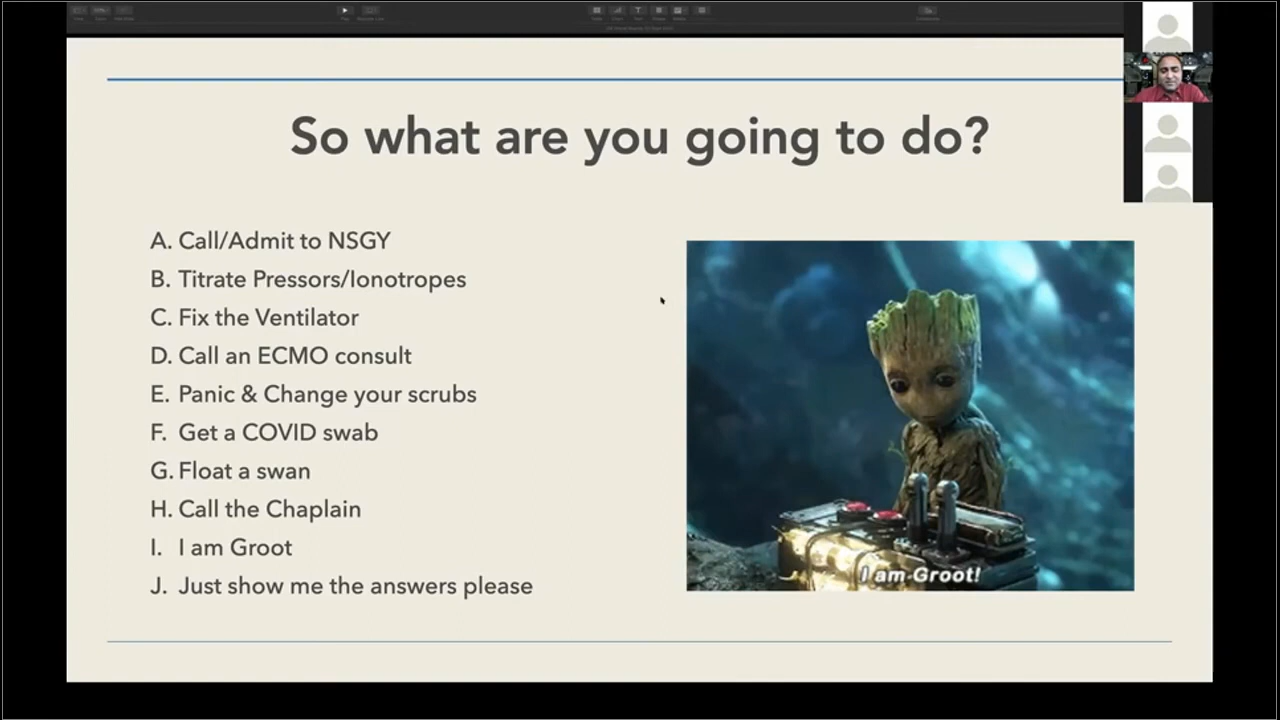 So what are you going to do?
A. Call/Admit to NSGY
B. Titrate Pressors/Ionotropes
C. Fix the Ventilator
D. Call an ECMO consult
E. Panic & Change your scrubs
F. Get a COVID swab
G. Float a swan
H. Call the Chaplain
I. I am Groot
J. Just show me the answers please
I am Groot!